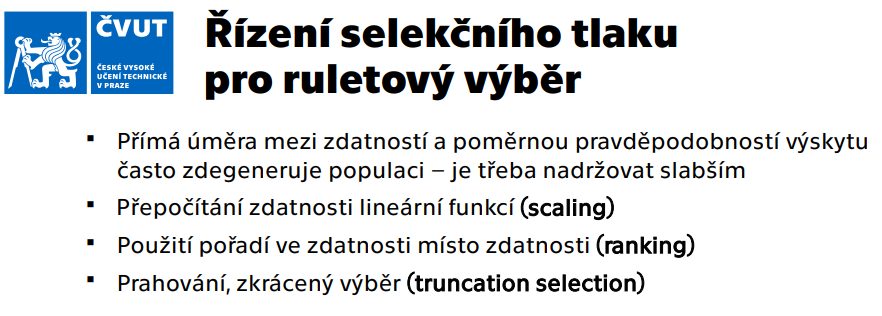 ČVUT
ČESKÉ VYSOKÉ
UČENÍ TECHNICKÉ
V PRAZE
Řízení selekčního tlaku
pro ruletový výběr
▪ Přímá úměra mezi zdatností a poměrnou pravděpodobností výskytu
často zdegeneruje populaci – je třeba nadržovat slabším
▪ Přepočítání zdatnosti lineární funkcí (scaling)
▪ Použití pořadí ve zdatnosti místo zdatnosti (ranking)
▪ Prahování, zkrácený výběr (truncation selection)